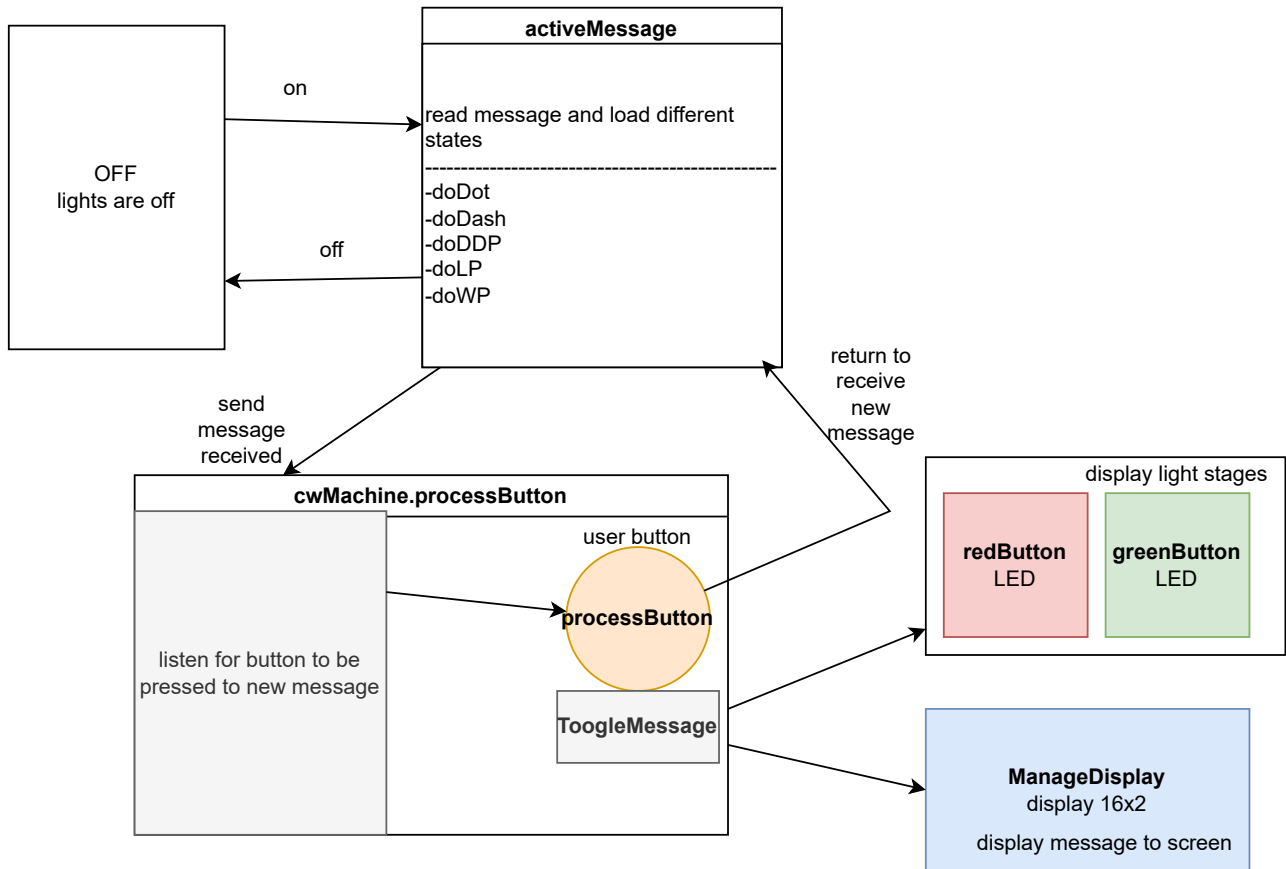 activeMessage
on
OFF
lights are off
read message and load different
states
---------------------------------------------
-doDot
-doDash
-doDDP
-doLP
-doWP
off
return to
receive
new
message
send
message
received
cwMachine.processButton
user button
processButton
listen for button to be
pressed to new message
ToogleMessage
display light stages
redButton
LED
greenButton
LED
ManageDisplay
display 16x2
display message to screen